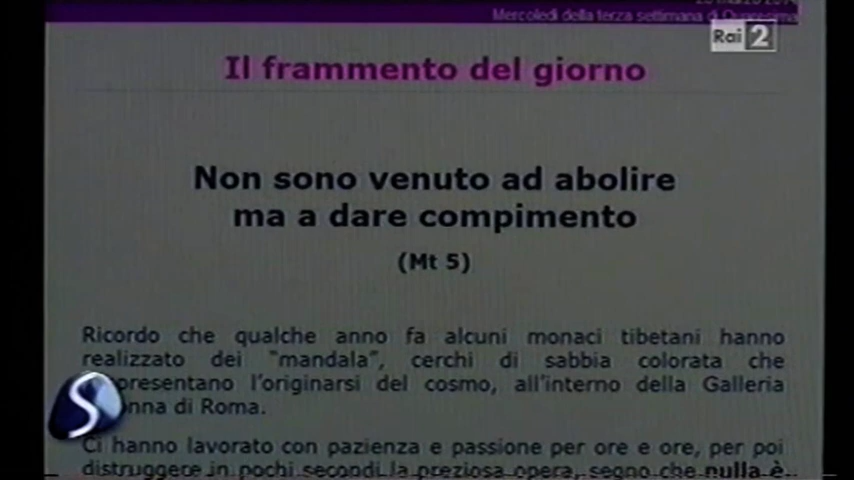 Mercoledì della terza settimana di Quaresima
Rai 2
Il frammento del giorno
Non sono venuto ad abolire
ma a dare compimento
(Mt 5)
Ricordo che qualche anno fa alcuni monaci tibetani hanno
realizzato dei "mandala", cerchi di sabbia colorata che
presentano l'originarsi del cosmo, all'interno della Galleria
nna di Roma.
Ci hanno lavorato con pazienza e passione per ore e ore, per poi
distruggere in pochi secondi la preziosa opera, segno che nulla è